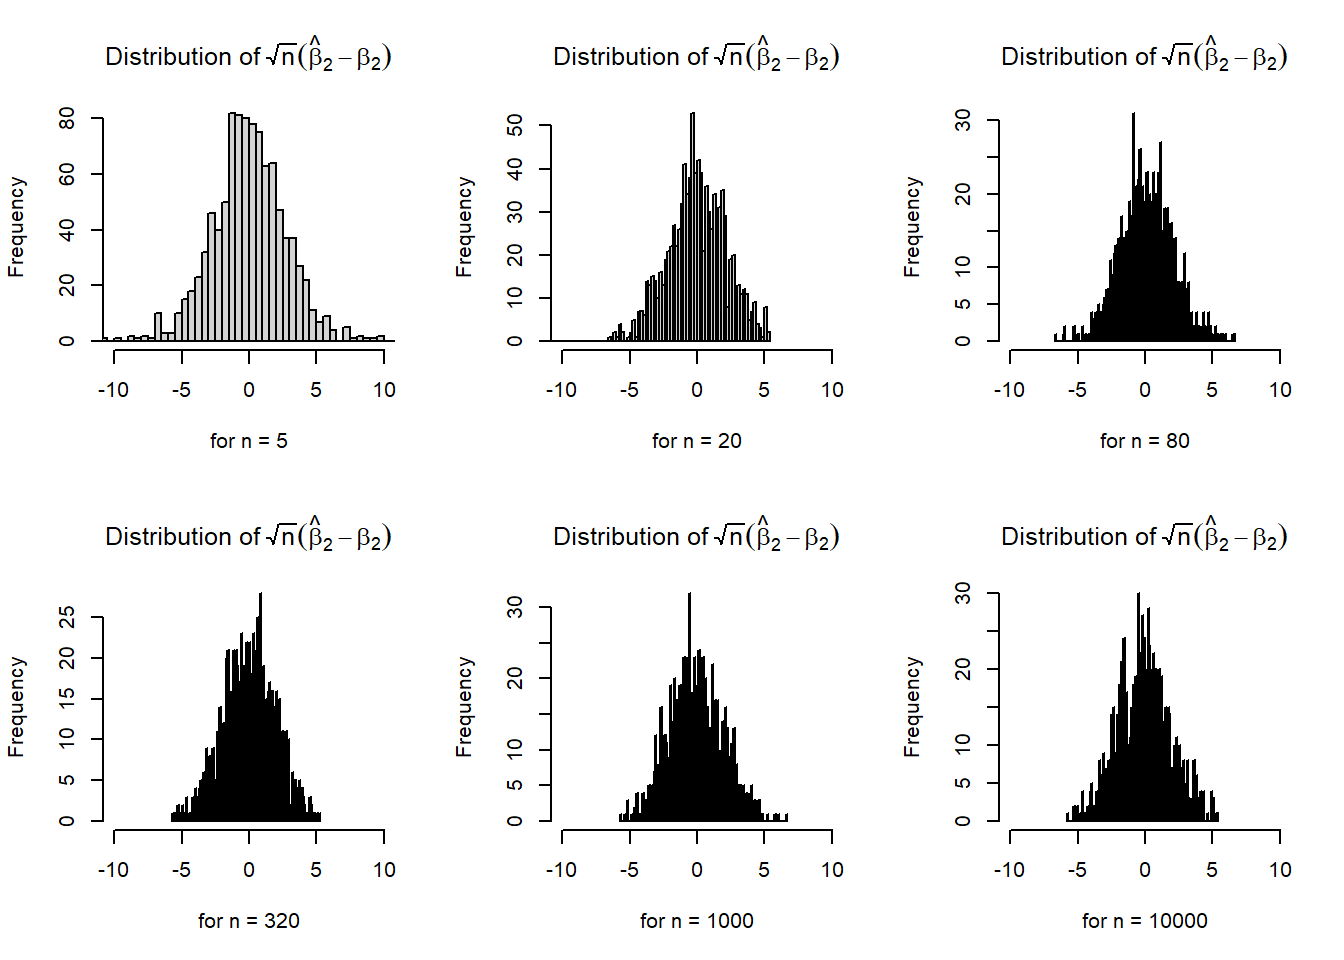 Distribution of √n(β̂₂ − β₂)
Frequency
0 20 40 60 80
-10 -5 0 5 10
for n = 5
Distribution of √n(β̂₂ − β₂)
Frequency
0 10 20 30 40 50
-10 -5 0 5 10
for n = 20
Distribution of √n(β̂₂ − β₂)
Frequency
0 5 10 20 30
-10 -5 0 5 10
for n = 80
Distribution of √n(β̂₂ − β₂)
Frequency
0 5 10 15 20 25
-10 -5 0 5 10
for n = 320
Distribution of √n(β̂₂ − β₂)
Frequency
0 5 10 20 30
-10 -5 0 5 10
for n = 1000
Distribution of √n(β̂₂ − β₂)
Frequency
0 5 10 20 30
-10 -5 0 5 10
for n = 10000